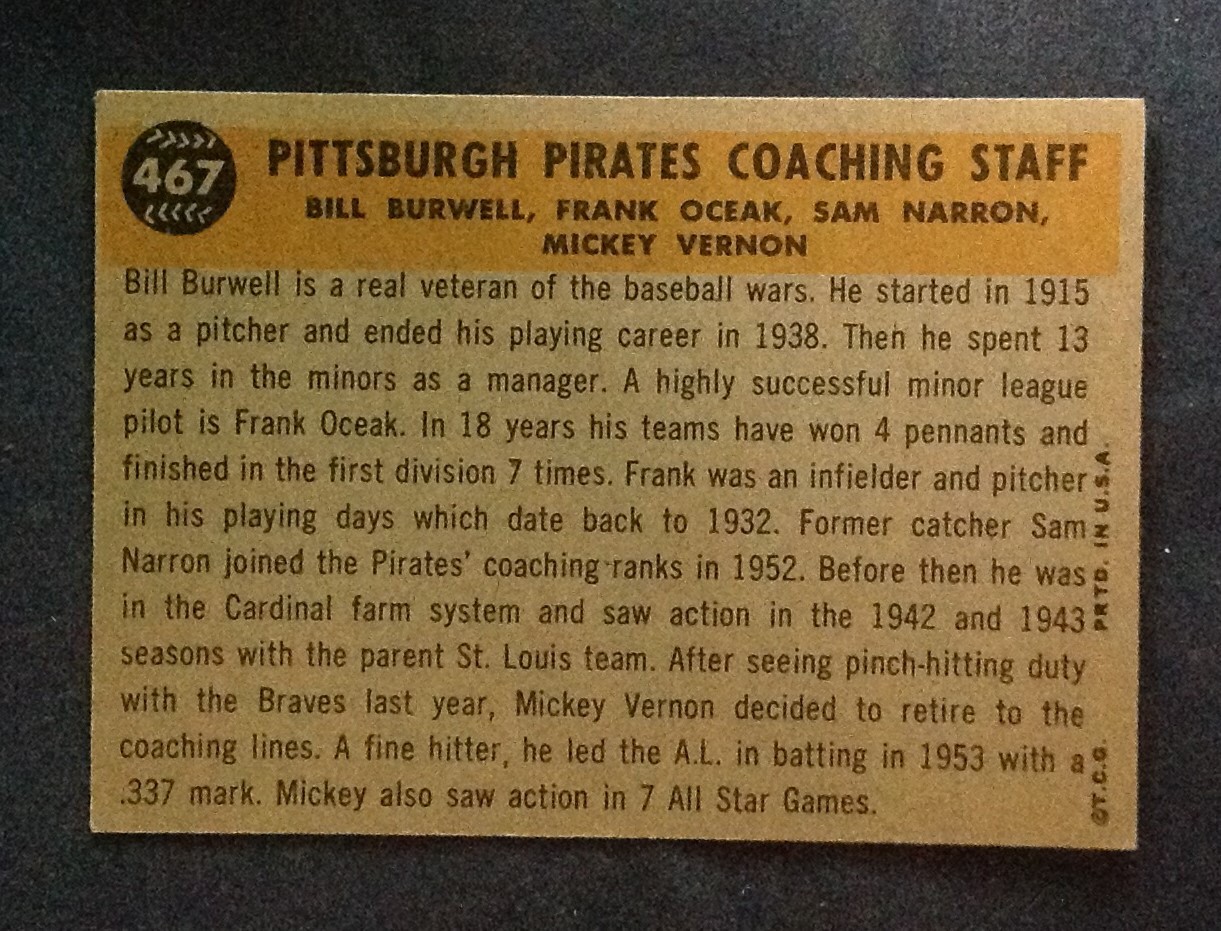 467
PITTSBURGH PIRATES COACHING STAFF
BILL BURWELL, FRANK OCEAK, SAM NARRON,
MICKEY VERNON
Bill Burwell is a real veteran of the baseball wars. He started in 1915
as a pitcher and ended his playing career in 1938. Then he spent 13
years in the minors as a manager. A highly successful minor league
pilot is Frank Oceak. In 18 years his teams have won 4 pennants and
finished in the first division 7 times. Frank was an infielder and pitcher
in his playing days which date back to 1932. Former catcher Sam
Narron joined the Pirates' coaching ranks in 1952. Before then he was
in the Cardinal farm system and saw action in the 1942 and 1943
seasons with the parent St. Louis team. After seeing pinch-hitting duty
with the Braves last year, Mickey Vernon decided to retire to the
coaching lines. A fine hitter, he led the A.L. in batting in 1953 with a
.337 mark. Mickey also saw action in 7 All Star Games.
©T.C.G. PRTD. IN U.S.A.